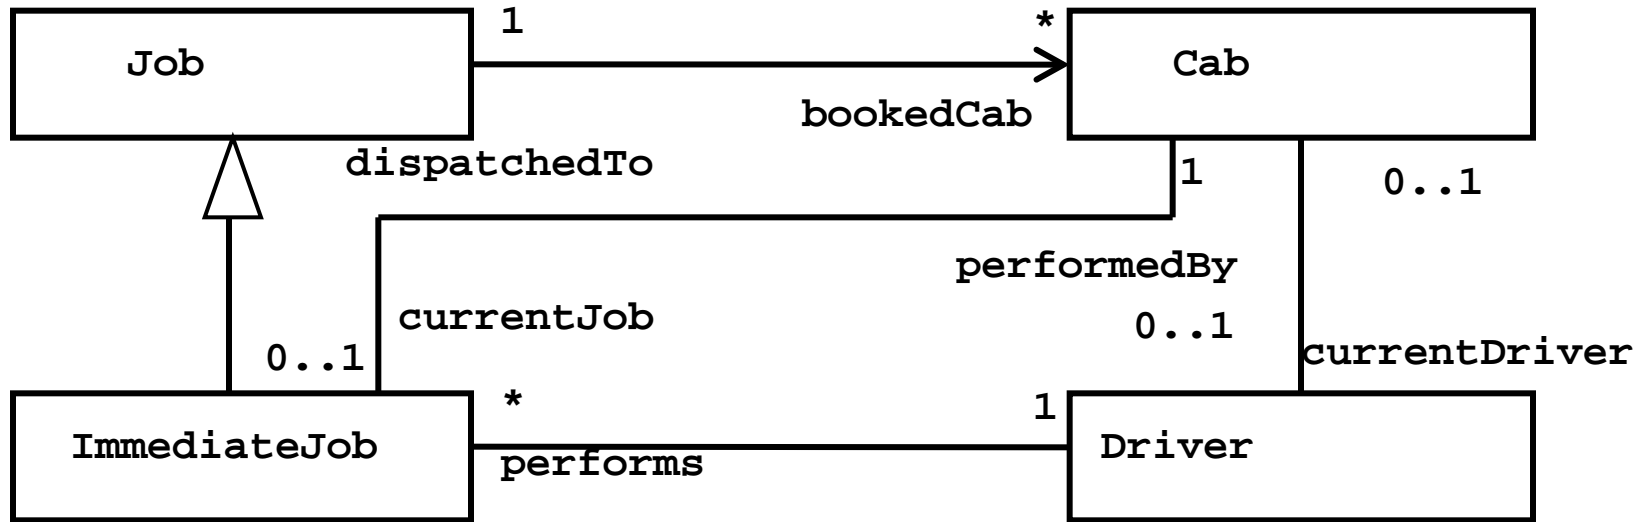 1
*
Job
Cab
bookedCab
dispatchedTo
1
0..1
performedBy
currentJob
0..1
0..1
currentDriver
*
1
ImmediateJob
performs
Driver